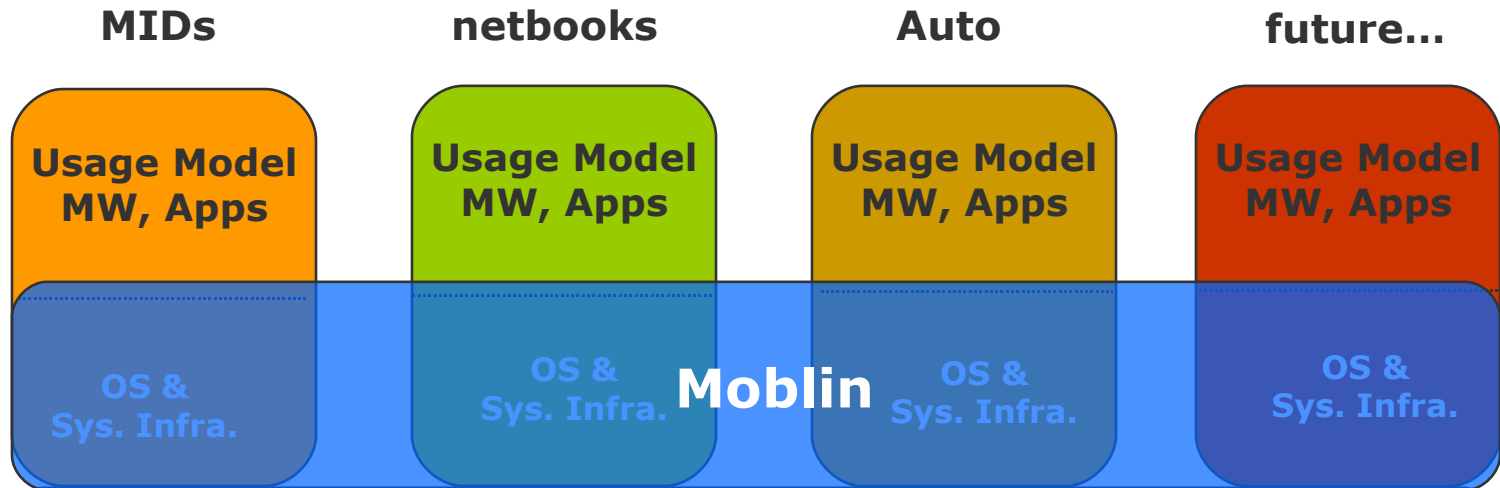 MIDs
netbooks
Auto
future...
Usage Model
MW, Apps
Usage Model
MW, Apps
Usage Model
MW, Apps
Usage Model
MW, Apps
OS &
Sys. Infra.
OS &
Sys. Infra.
Moblin
OS &
Sys. Infra.
OS &
Sys. Infra.